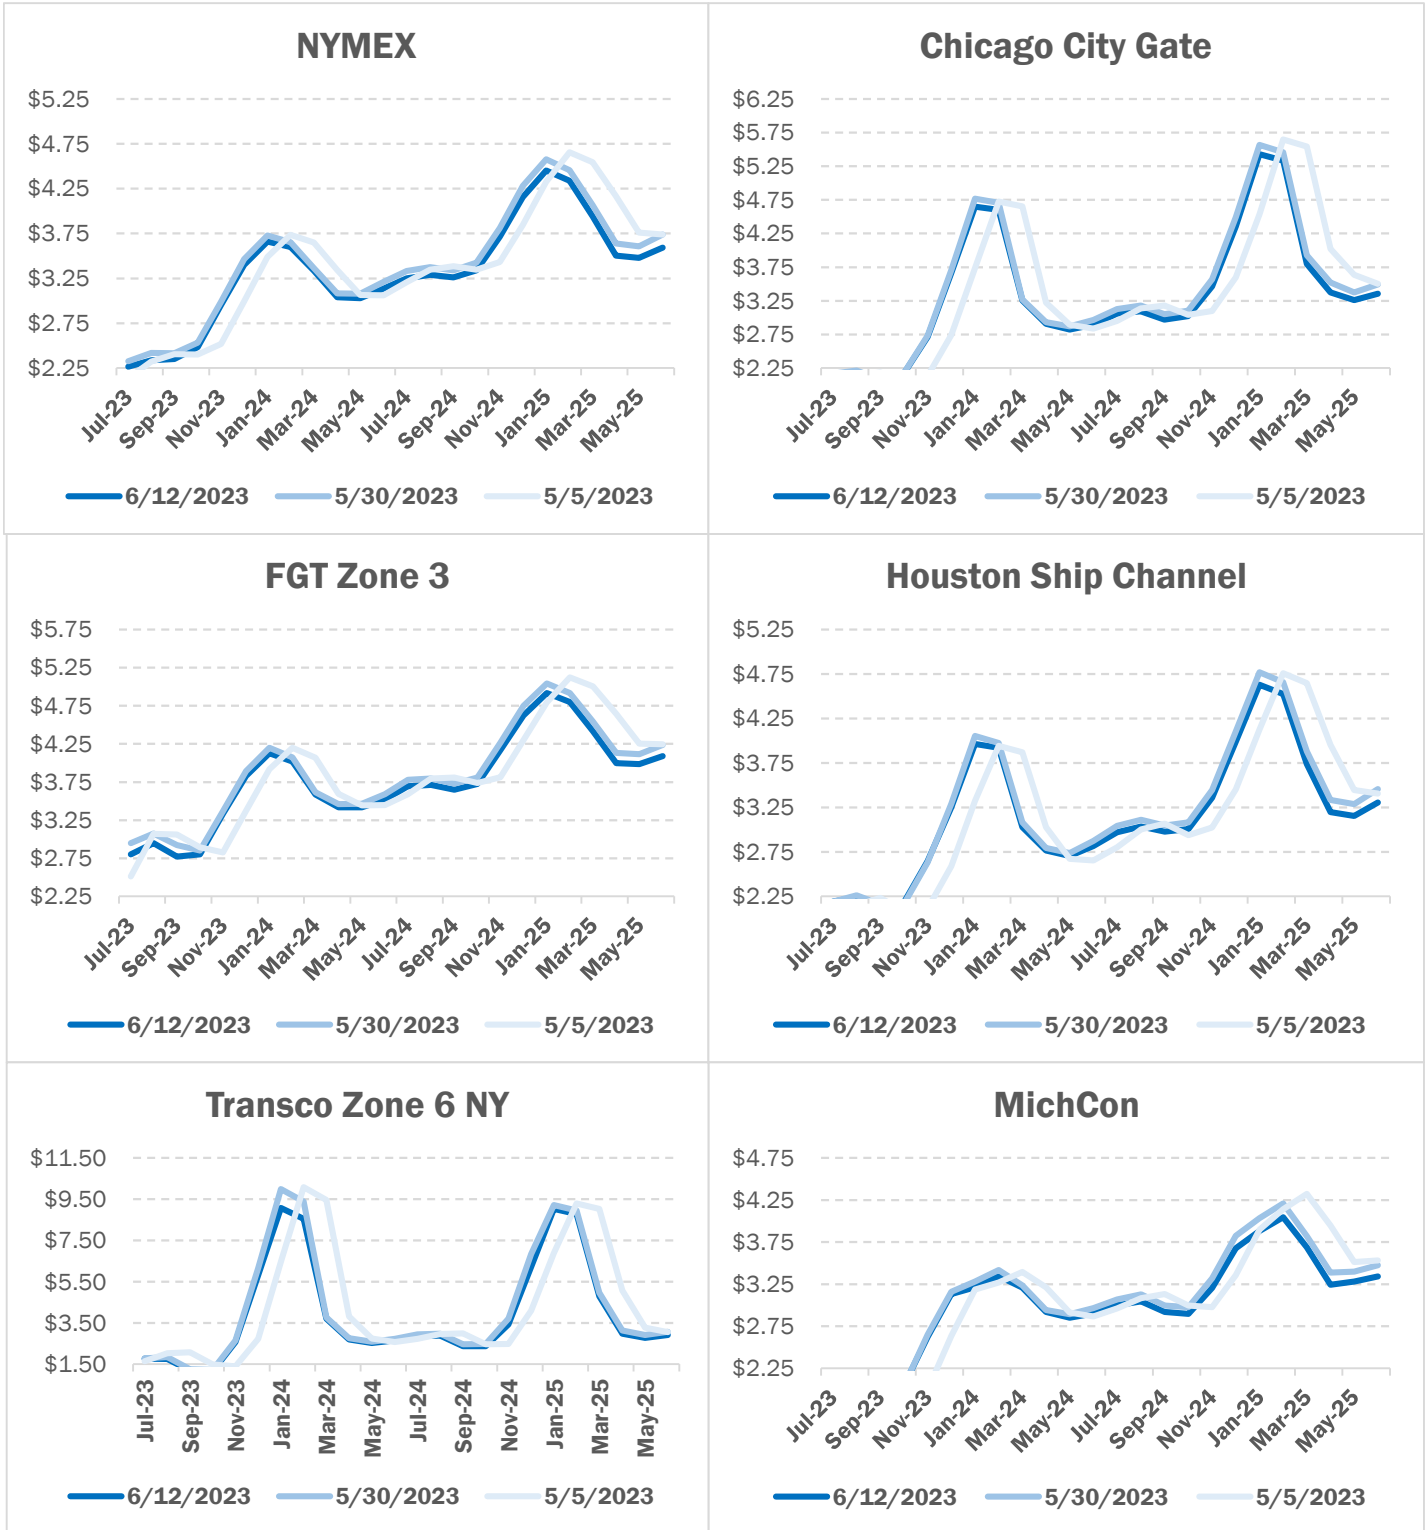 NYMEX
$5.25
$4.75
$4.25
$3.75
$3.25
$2.75
$2.25
Jul-23
Sep-23
Nov-23
Jan-24
Mar-24
May-24
Jul-24
Sep-24
Nov-24
Jan-25
Mar-25
May-25
6/12/2023 5/30/2023 5/5/2023
Chicago City Gate
$6.25
$5.75
$5.25
$4.75
$4.25
$3.75
$3.25
$2.75
$2.25
Jul-23
Sep-23
Nov-23
Jan-24
Mar-24
May-24
Jul-24
Sep-24
Nov-24
Jan-25
Mar-25
May-25
6/12/2023 5/30/2023 5/5/2023
FGT Zone 3
$5.75
$5.25
$4.75
$4.25
$3.75
$3.25
$2.75
$2.25
Jul-23
Sep-23
Nov-23
Jan-24
Mar-24
May-24
Jul-24
Sep-24
Nov-24
Jan-25
Mar-25
May-25
6/12/2023 5/30/2023 5/5/2023
Houston Ship Channel
$5.25
$4.75
$4.25
$3.75
$3.25
$2.75
$2.25
Jul-23
Sep-23
Nov-23
Jan-24
Mar-24
May-24
Jul-24
Sep-24
Nov-24
Jan-25
Mar-25
May-25
6/12/2023 5/30/2023 5/5/2023
Transco Zone 6 NY
$11.50
$9.50
$7.50
$5.50
$3.50
$1.50
Jul-23
Sep-23
Nov-23
Jan-24
Mar-24
May-24
Jul-24
Sep-24
Nov-24
Jan-25
Mar-25
May-25
6/12/2023 5/30/2023 5/5/2023
MichCon
$4.75
$4.25
$3.75
$3.25
$2.75
$2.25
Jul-23
Sep-23
Nov-23
Jan-24
Mar-24
May-24
Jul-24
Sep-24
Nov-24
Jan-25
Mar-25
May-25
6/12/2023 5/30/2023 5/5/2023